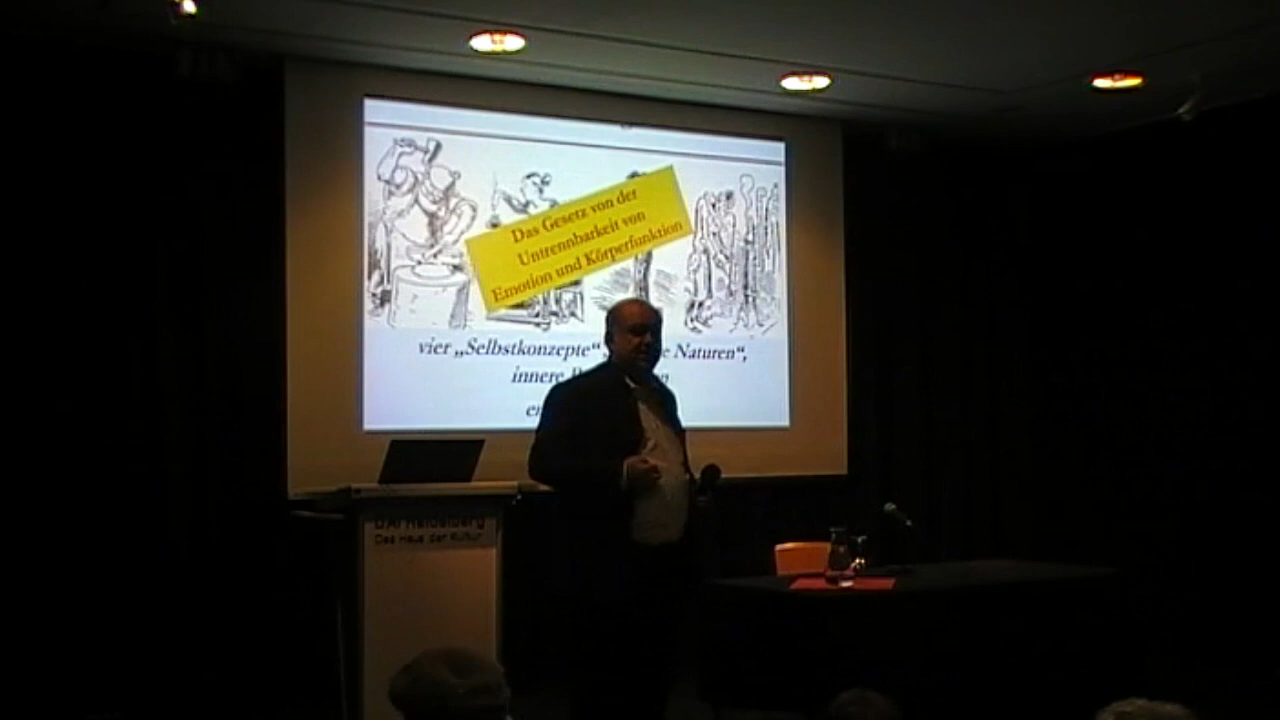 Das Gesetz von der
Untrennbarkeit von
Emotion und Körperfunktion
vier „Selbstkonzepte“, Naturen“,
innere
DAI Heidelberg
Das Haus der Kultur